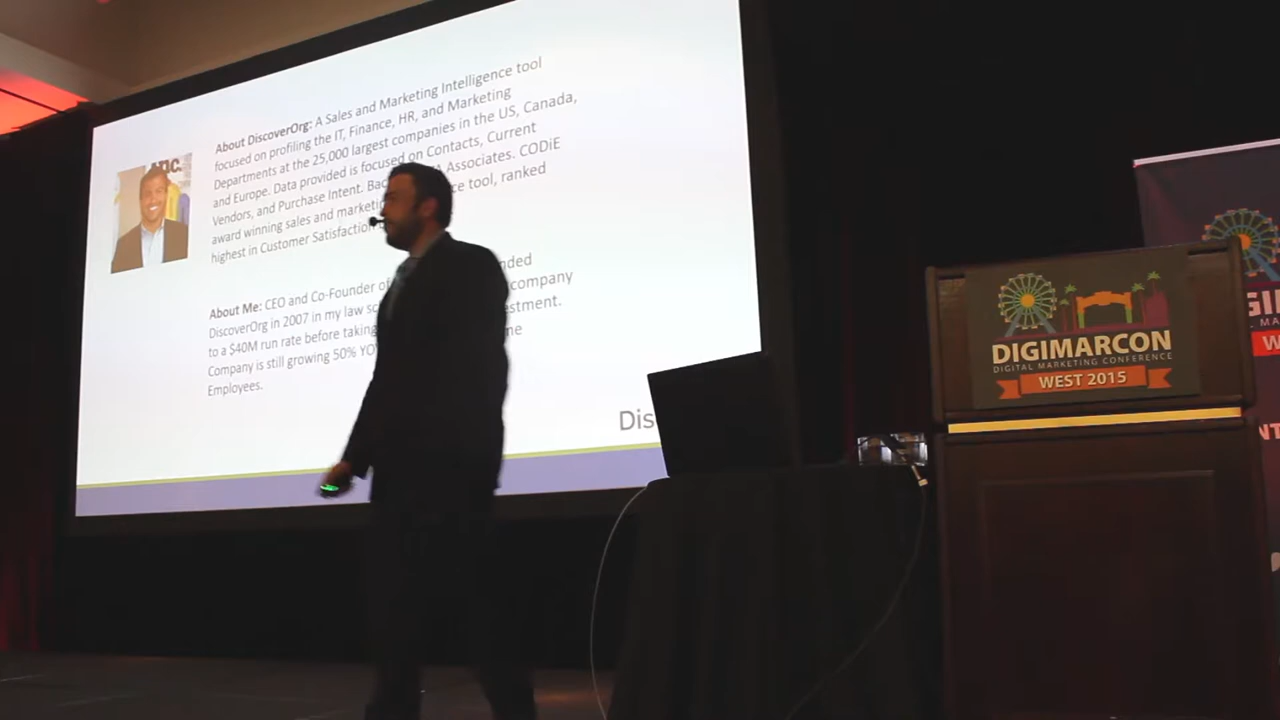 Inc.
About DiscoverOrg: A Sales and Marketing Intelligence tool
focused on profiling the IT, Finance, HR, and Marketing
Departments at the 25,000 largest companies in the US, Canada,
and Europe. Data provided is focused on Contacts, Current
Vendors, and Purchase Intent. Bac Associates. CODiE
award winning sales and marketi ce tool, ranked
highest in Customer Satisfaction
About Me: CEO and Co-Founder of nded
DiscoverOrg in 2007 in my law sc company
to a $40M run rate before taking estment.
Company is still growing 50% YO ne
Employees.
Dis
DIGIMARCON
DIGITAL MARKETING CONFERENCE
WEST 2015